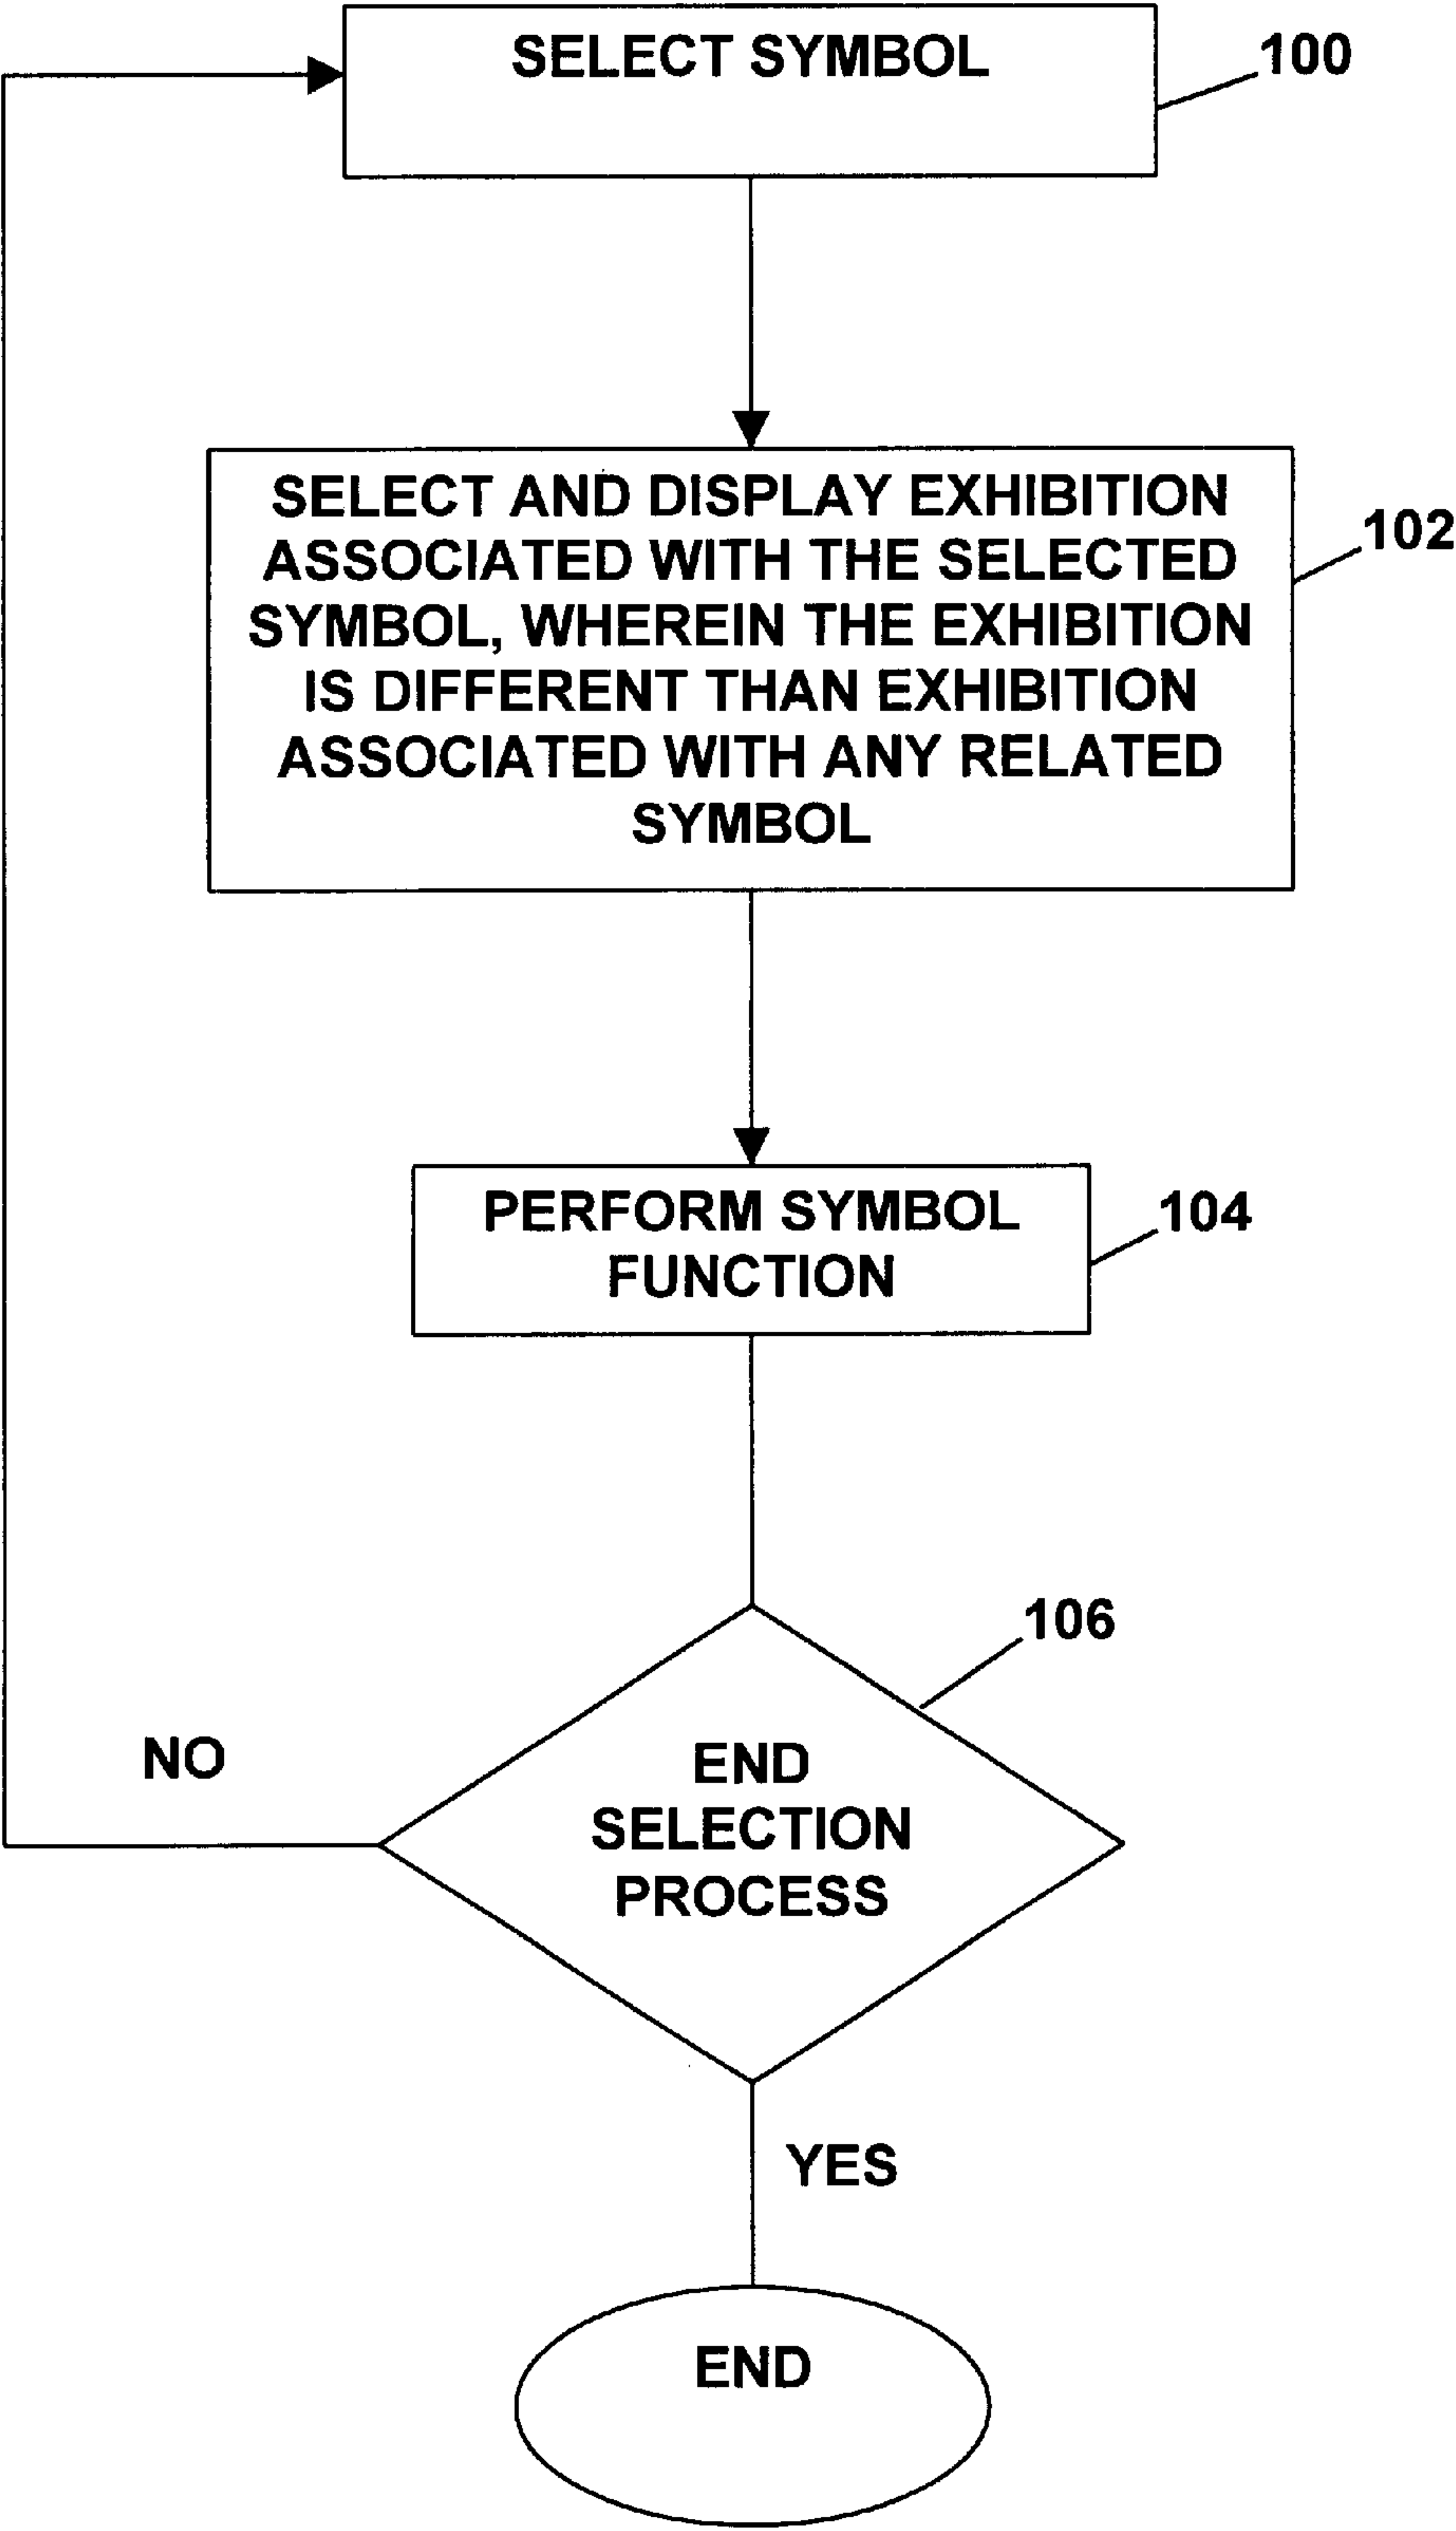 SELECT SYMBOL
100
SELECT AND DISPLAY EXHIBITION
ASSOCIATED WITH THE SELECTED
SYMBOL, WHEREIN THE EXHIBITION
IS DIFFERENT THAN EXHIBITION
ASSOCIATED WITH ANY RELATED
SYMBOL
102
PERFORM SYMBOL
FUNCTION
104
106
END
SELECTION
PROCESS
NO
YES
END